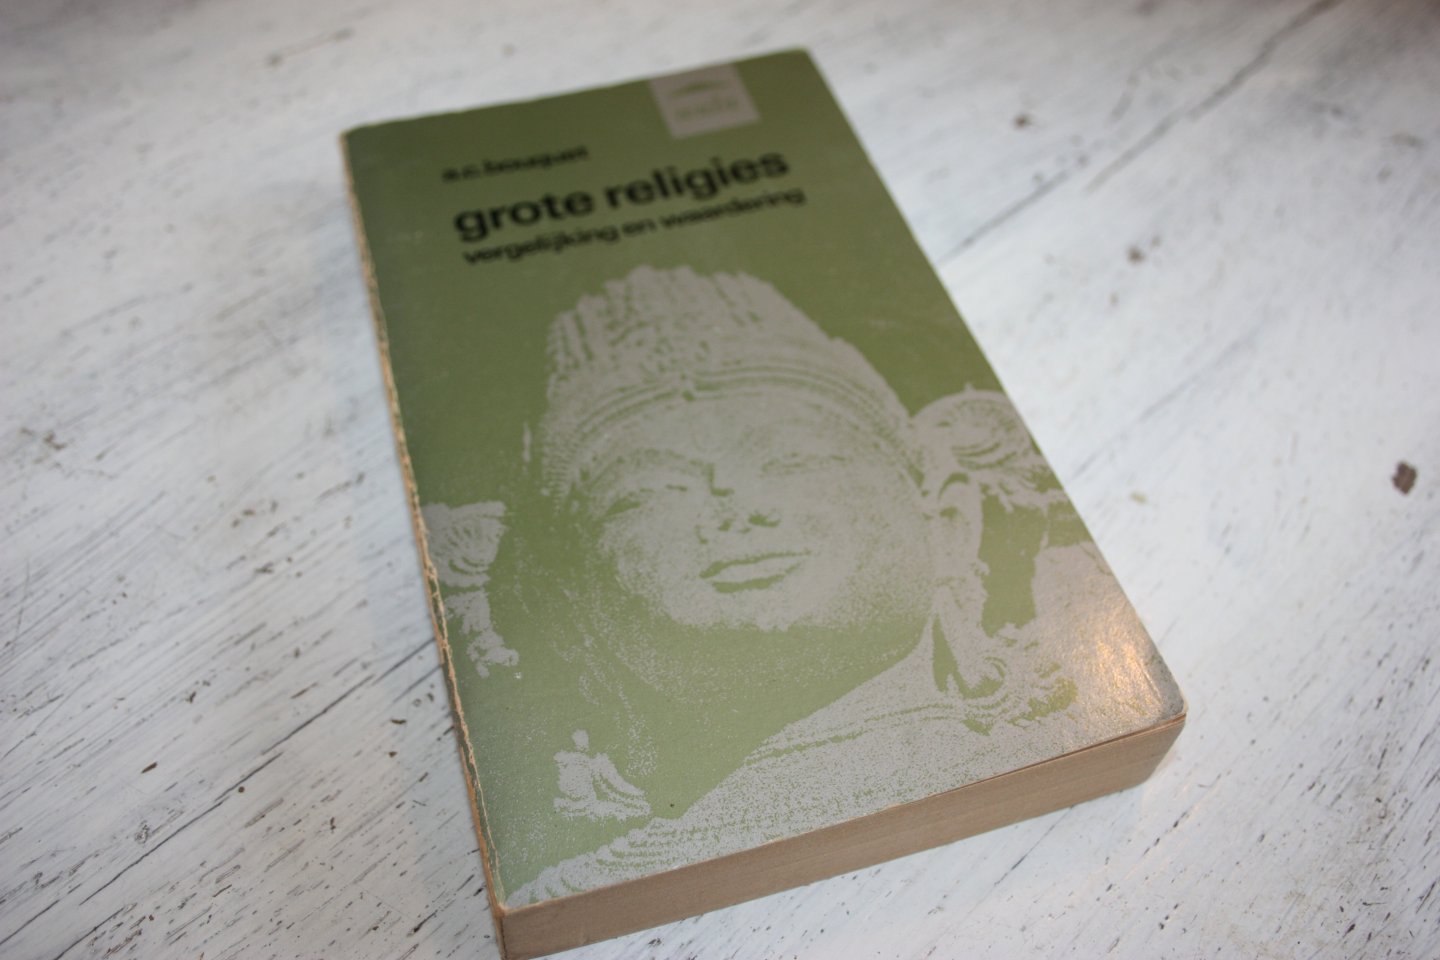 a.c. bouquet
grote religies
vergelijking en waardering